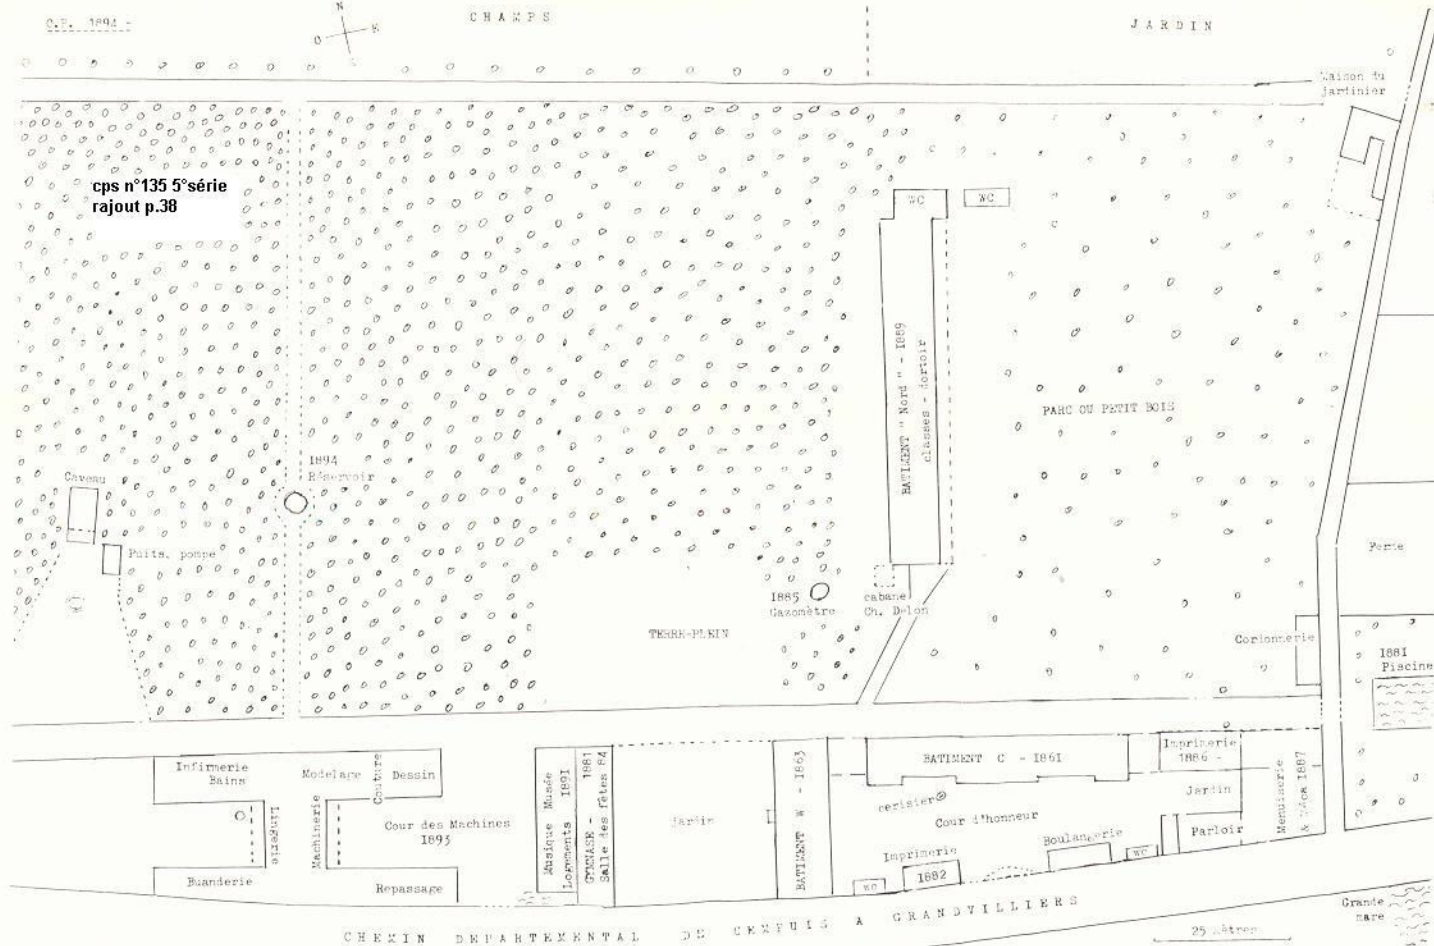 O.P. 1894 -
N
O
E
CHAMPS
JARDIN
Maison du
jardinier
cps n°135 5°série
rajout p.38
WC
WC
BATIMENT " Nord " - 1889
classes - dortoir
PARC OU PETIT BOIS
1894
Réservoir
Caveau
Puits, pompe
1885
Gazomètre
cabane
Ch. Delon
TERRE-PLEIN
Cordonnerie
1881
Piscine
Infirmerie
Bains
Modelage
Couture
Dessin
Lingerie
Machinerie
Cour des Machines
1893
Buanderie
Repassage
Musique Musée
Logements 1891
GYMNASE - 1881
Salle des fêtes 84
Jardin
BATIMENT W - 1863
BATIMENT C - 1861
cerisier
Cour d'honneur
Imprimerie
1886 -
Jardin
Parloir
Menuiserie
Boulangerie
Imprimerie
1882
WC
WC
CHEMIN DEPARTEMENTAL DE CEMPUIS A GRANDVILLIERS
25 Mètres
Grande
mare